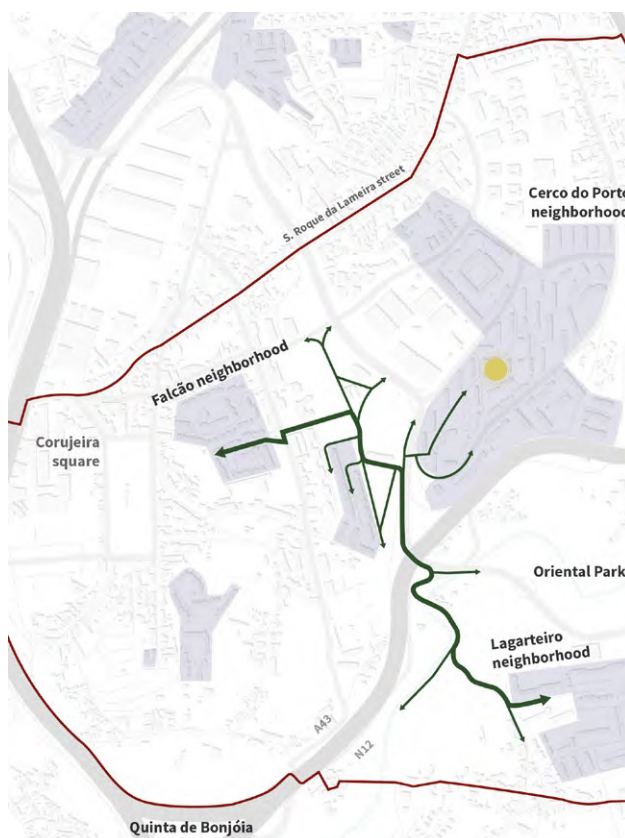 S. Roque da Lameira street
Cerco do Porto
neighborhood
Falcão neighborhood
Corujeira
square
Oriental Park
Lagarteiro
neighborhood
A43
N12
Quinta de Bonjóia